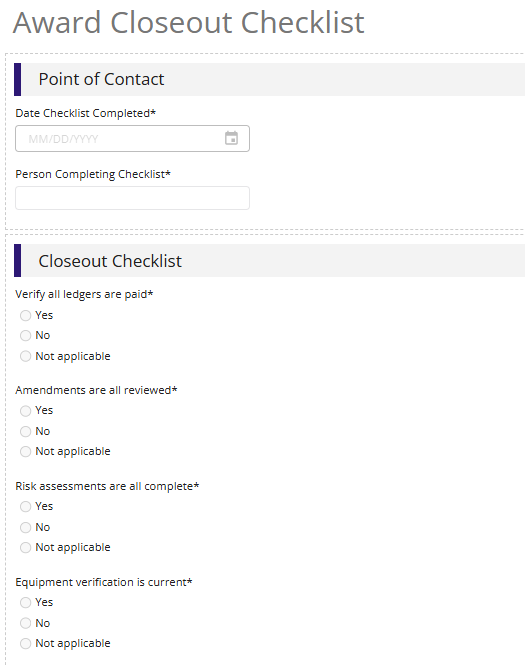 Award Closeout Checklist
Point of Contact
Date Checklist Completed*
MM/DD/YYYY
Person Completing Checklist*
Closeout Checklist
Verify all ledgers are paid*
Yes
No
Not applicable
Amendments are all reviewed*
Yes
No
Not applicable
Risk assessments are all complete*
Yes
No
Not applicable
Equipment verification is current*
Yes
No
Not applicable